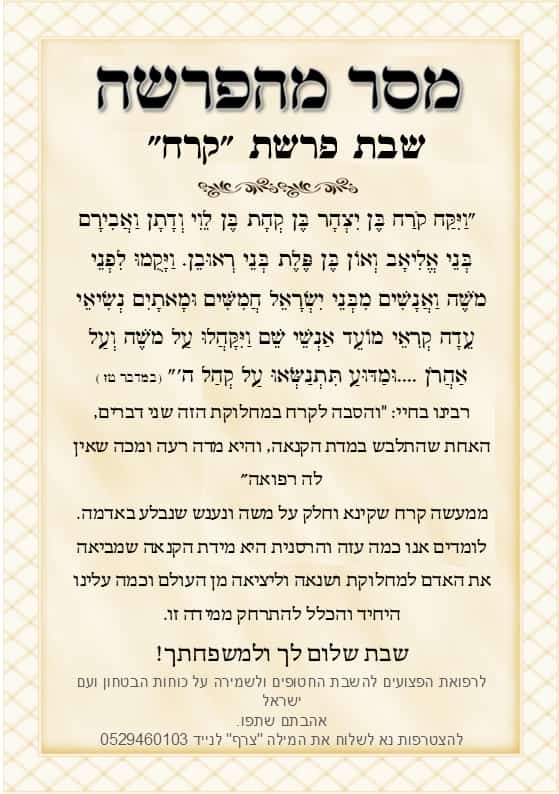 מסר מהפרשה
שבת פרשת "קרח"
"וַיִּקַּח קֹרַח בֶּן יִצְהָר בֶּן קְהָת בֶּן לֵוִי וְדָתָן וַאֲבִירָם
בְּנֵי אֱלִיאָב וְאוֹן בֶּן פֶּלֶת בְּנֵי רְאוּבֵן. וַיָּקֻמוּ לִפְנֵי
מֹשֶׁה וַאֲנָשִׁים מִבְּנֵי יִשְׂרָאֵל חֲמִשִּׁים וּמָאתָיִם נְשִׂיאֵי
עֵדָה קְרִאֵי מוֹעֵד אַנְשֵׁי שֵׁם וַיִּקָּהֲלוּ עַל מֹשֶׁה וְעַל
אַהֲרֹן ....וּמַדּוּעַ תִּתְנַשְּׂאוּ עַל קְהַל ה'" (במדבר טז )
רבינו בחיי: "והסבה לקרח במחלוקת הזה שני דברים,
האחת שהתלבש במדת הקנאה, והיא מדה רעה ומכה שאין
לה רפואה"
ממעשה קרח שקינא וחלק על משה ונענש שנבלע באדמה.
לומדים אנו כמה עזה והרסנית היא מידת הקנאה שמביאה
את האדם למחלוקת ושנאה וליציאה מן העולם וכמה עלינו
היחיד והכלל להתרחק ממידה זו.
שבת שלום לך ולמשפחתך!
לרפואת הפצועים להשבת החטופים ולשמירה על כוחות הבטחון ועם
ישראל
אהבתם שתפו.
להצטרפות נא לשלוח את המילה "צרף" לנייד 0529460103